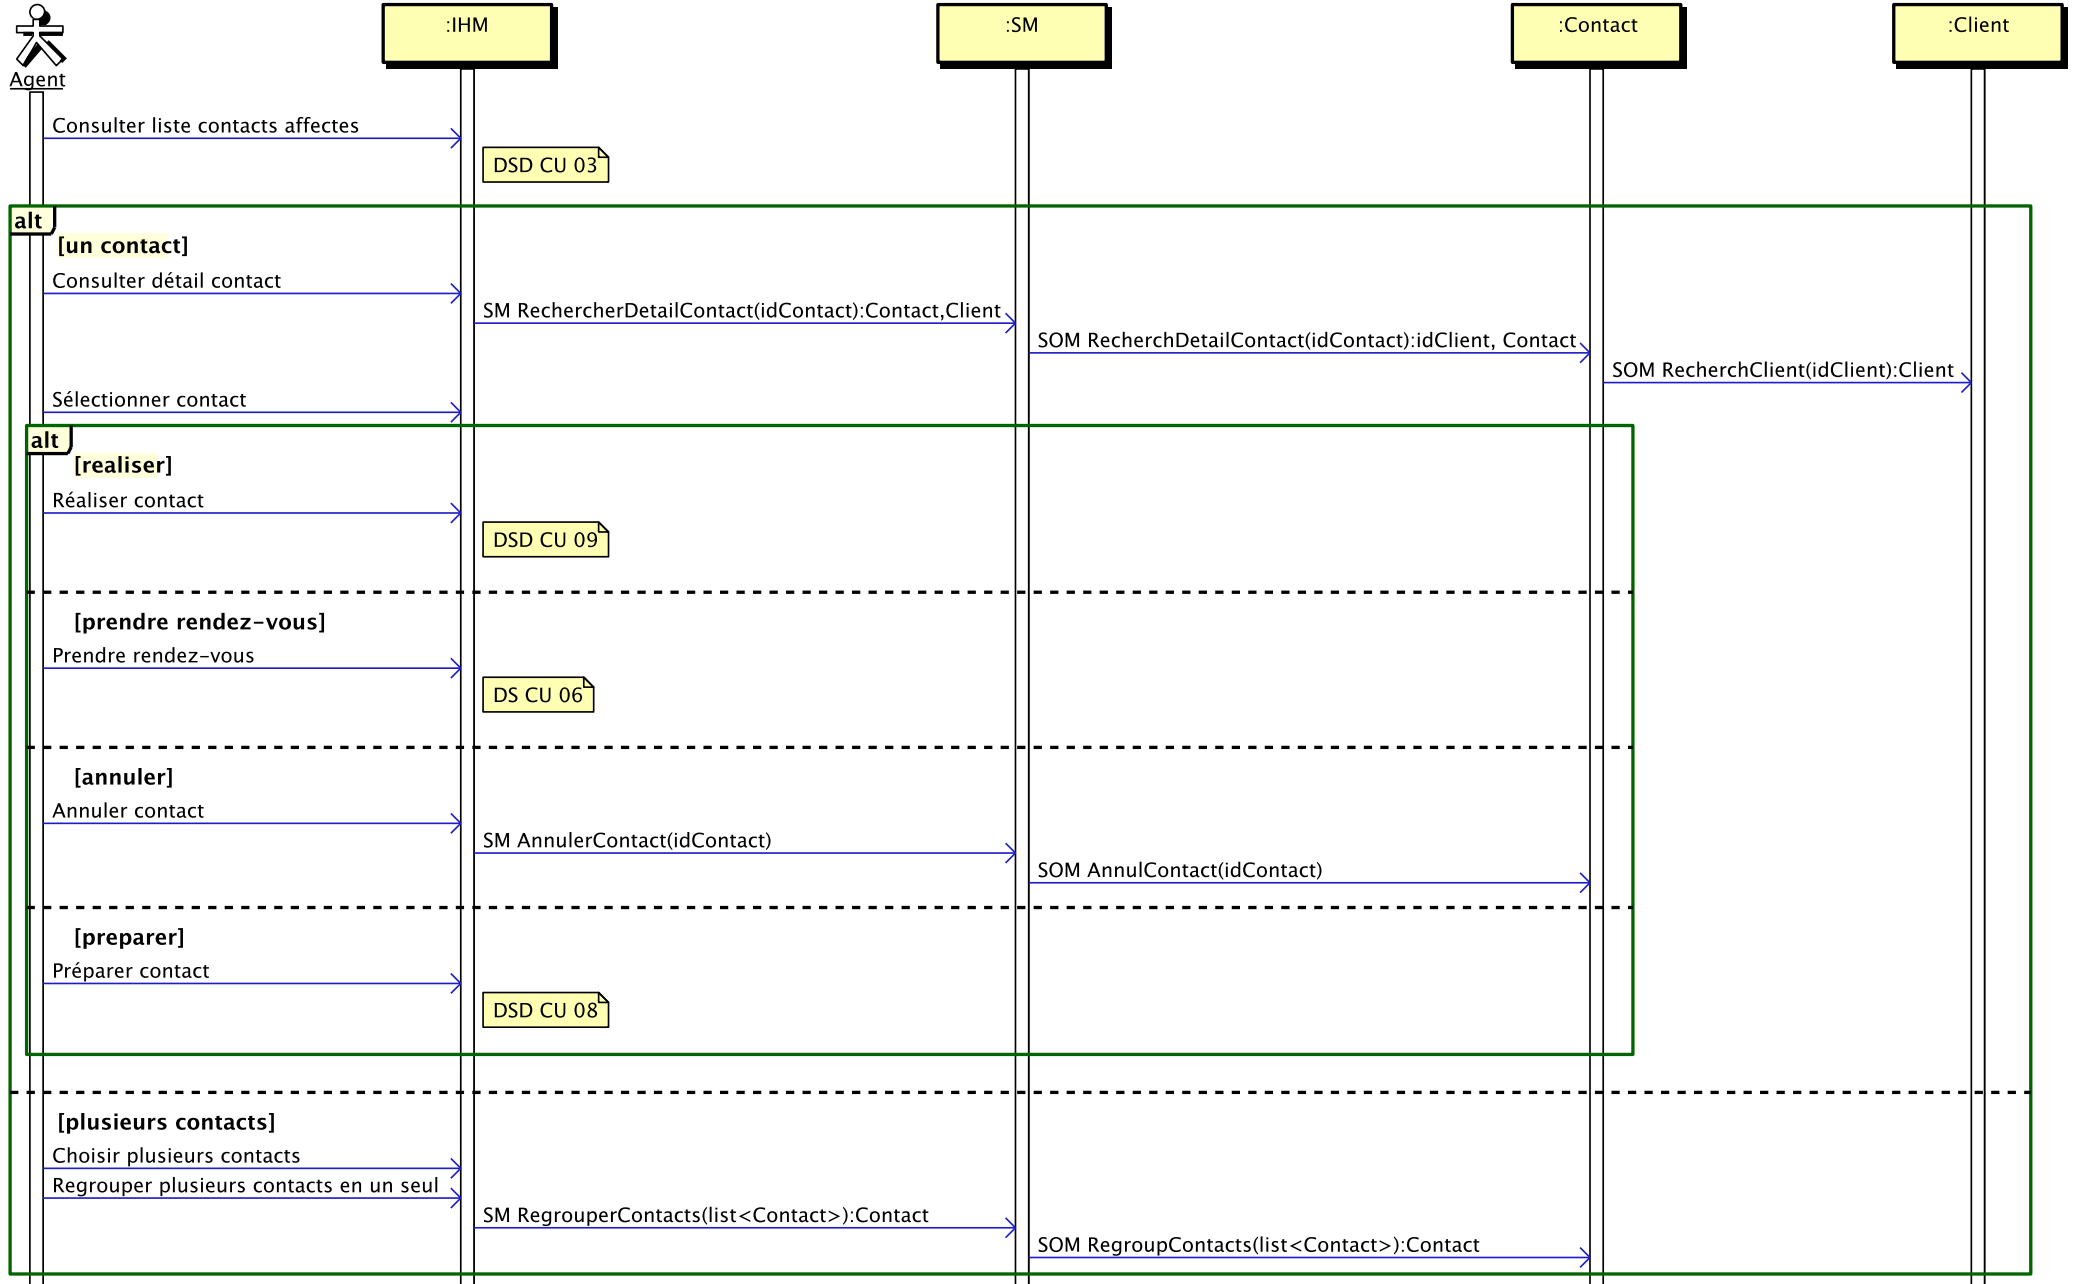 Agent
:IHM
:SM
:Contact
:Client
Consulter liste contacts affectes
DSD CU 03
alt
[un contact]
Consulter détail contact
SM RechercherDetailContact(idContact):Contact,Client
SOM RecherchDetailContact(idContact):idClient, Contact
SOM RecherchClient(idClient):Client
Sélectionner contact
alt
[realiser]
Réaliser contact
DSD CU 09
[prendre rendez-vous]
Prendre rendez-vous
DS CU 06
[annuler]
Annuler contact
SM AnnulerContact(idContact)
SOM AnnulContact(idContact)
[preparer]
Préparer contact
DSD CU 08
[plusieurs contacts]
Choisir plusieurs contacts
Regrouper plusieurs contacts en un seul
SM RegrouperContacts(list<Contact>):Contact
SOM RegroupContacts(list<Contact>):Contact